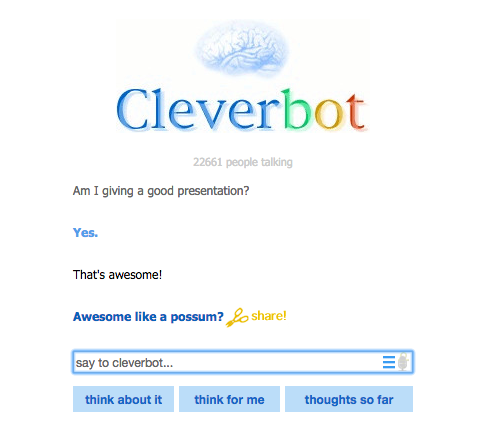 Cleverbot
22661 people talking
Am I giving a good presentation?
Yes.
That's awesome!
Awesome like a possum? share!
say to cleverbot...
think about it think for me thoughts so far